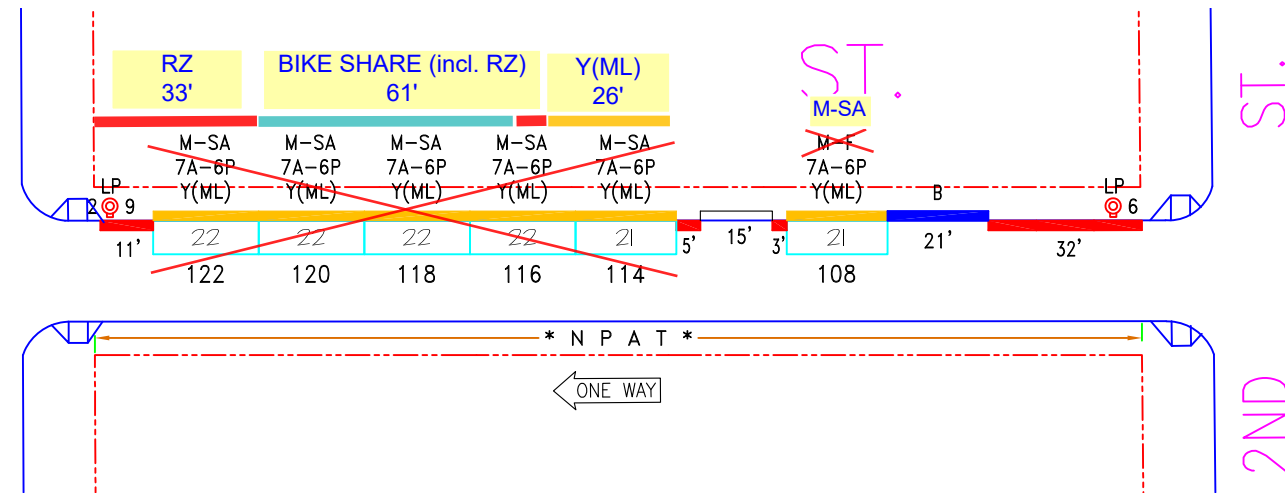 ST.
ST.
RZ
33'
BIKE SHARE (incl. RZ)
61'
Y(ML)
26'
M-SA
M-SA
7A-6P
Y(ML)
M-SA
7A-6P
Y(ML)
M-SA
7A-6P
Y(ML)
M-SA
7A-6P
Y(ML)
M-SA
7A-6P
Y(ML)
M-F
7A-6P
Y(ML)
LP
2 9
B
LP
6
11'
22
22
22
22
21
5'
15'
3'
21
21'
32'
122
120
118
116
114
108
* N P A T *
ONE WAY
2ND